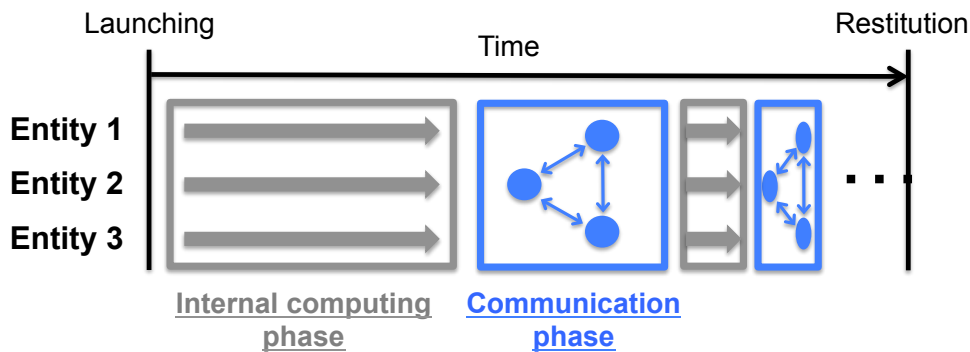 Launching
Time
Restitution
Entity 1
Entity 2
Entity 3
. . .
Internal computing
phase
Communication
phase